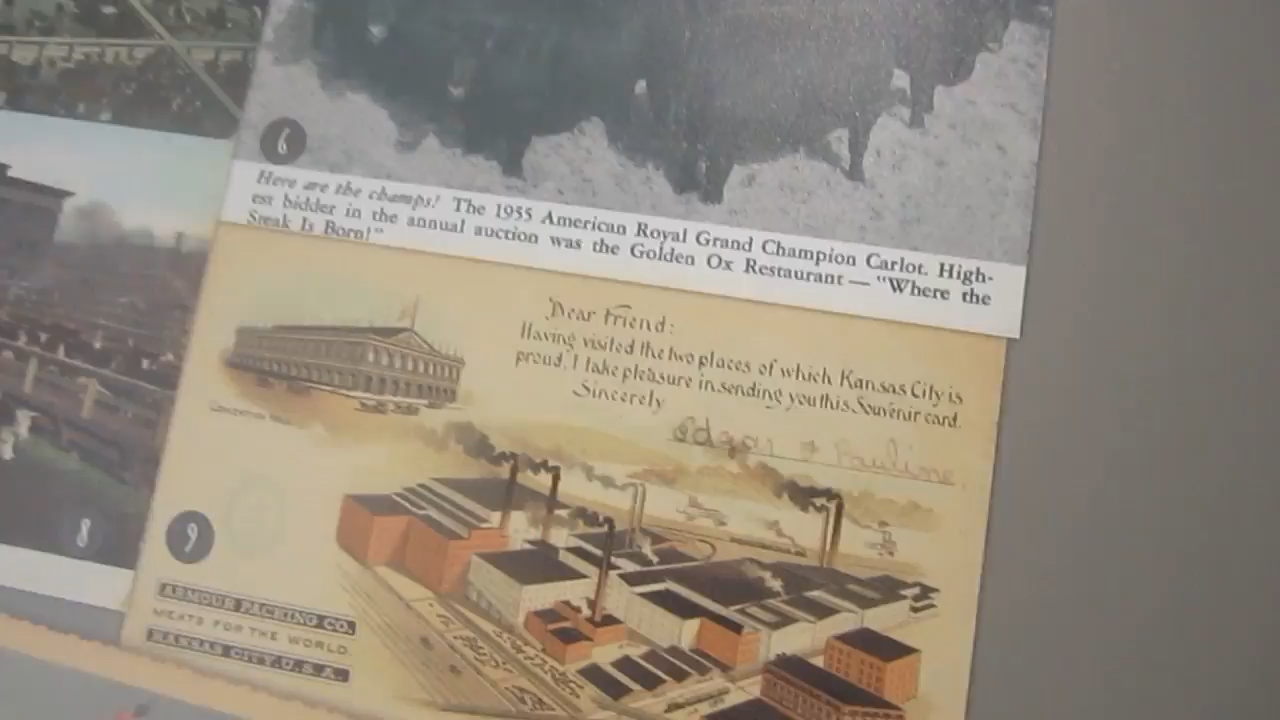 6
Here are the champs! The 1955 American Royal Grand Champion Carlot. High-
est bidder in the annual auction was the Golden Ox Restaurant — "Where the
Steak Is Born!"
Dear Friend:
Having visited the two places of which Kansas City is
proud, I take pleasure in sending you this Souvenir card.
Sincerely
Edgar & Pauline
CONVENTION HALL
8
9
ARMOUR PACKING CO.
MEATS FOR THE WORLD.
KANSAS CITY, U.S.A.